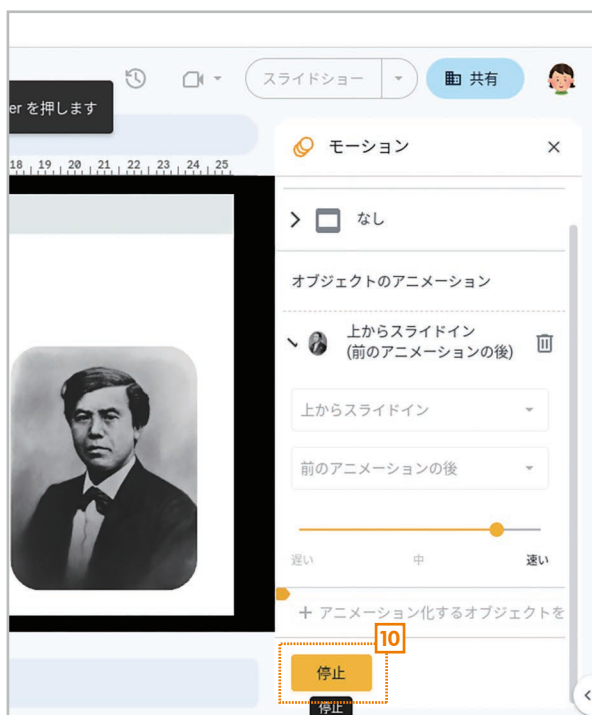 スライドショー
共有
er を押します
モーション
18 19 20 21 22 23 24 25
なし
オブジェクトのアニメーション
上からスライドイン
(前のアニメーションの後)
上からスライドイン
前のアニメーションの後
遅い 中 速い
+ アニメーション化するオブジェクトを
10
停止
停止